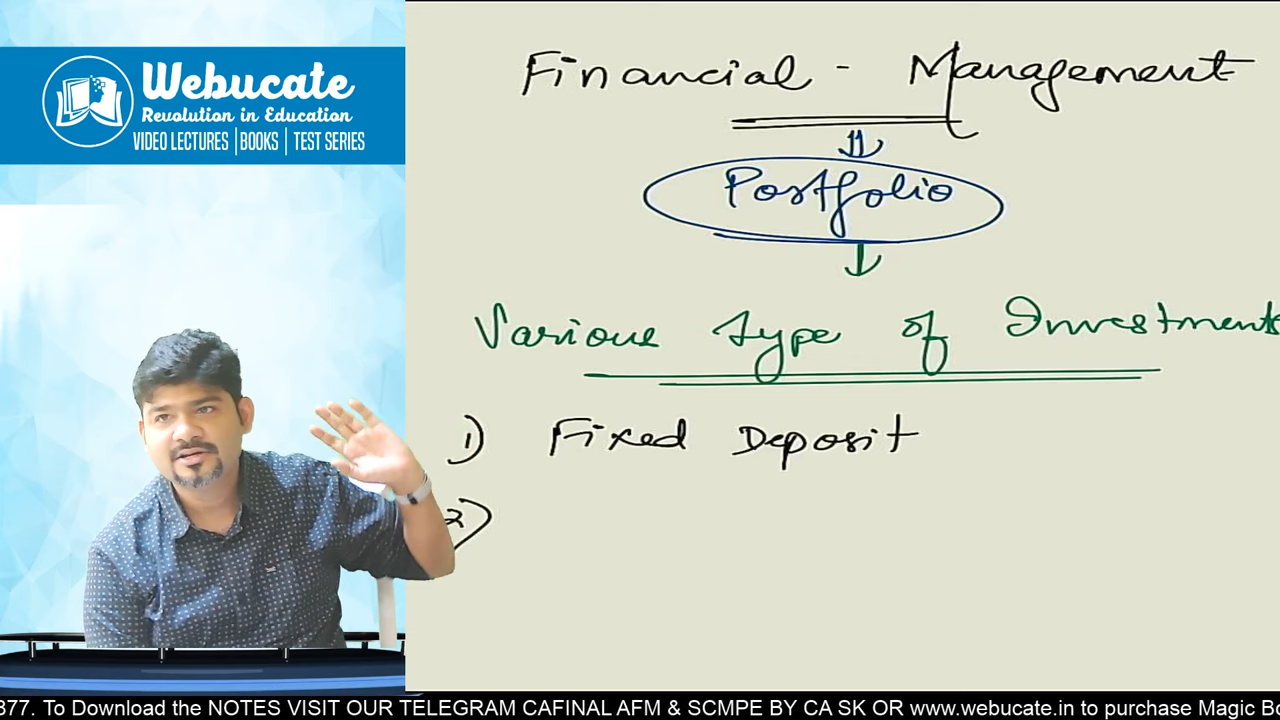 Webucate
Revolution in Education
VIDEO LECTURES | BOOKS | TEST SERIES
Financial - Management
Portfolio
Various type of Investments
1) Fixed Deposit
2)
377. To Download the NOTES VISIT OUR TELEGRAM CAFINAL AFM & SCMPE BY CA SK OR www.webucate.in to purchase Magic Bo